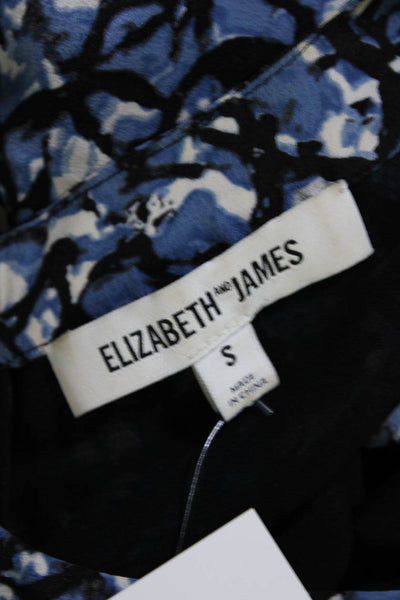 ELIZABETH AND JAMES
S
MADE
IN CHINA